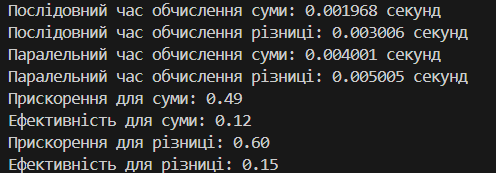 Послідовний час обчислення суми: 0.001968 секунд
Послідовний час обчислення різниці: 0.003006 секунд
Паралельний час обчислення суми: 0.004001 секунд
Паралельний час обчислення різниці: 0.005005 секунд
Прискорення для суми: 0.49
Ефективність для суми: 0.12
Прискорення для різниці: 0.60
Ефективність для різниці: 0.15